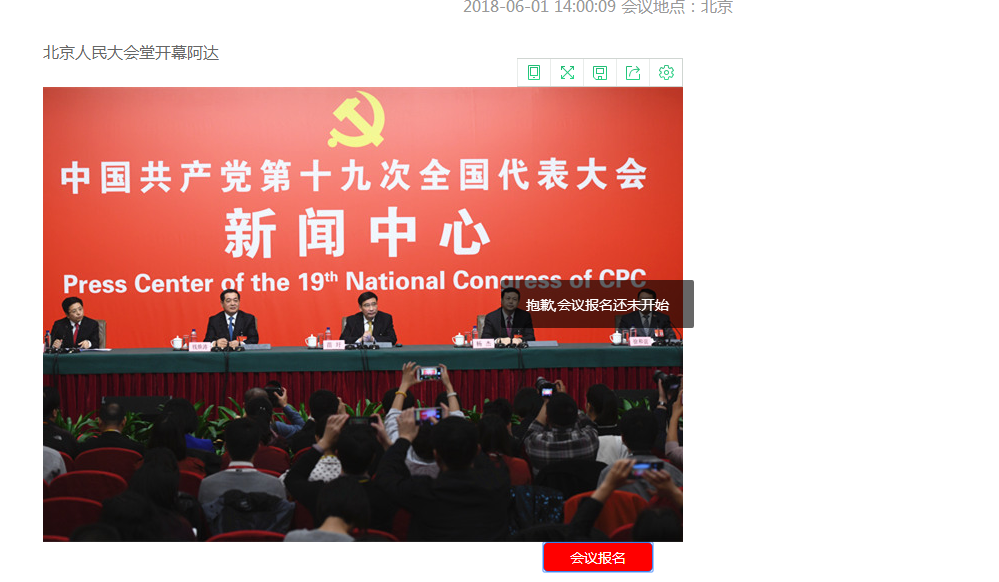 2018-06-01 14:00:09 会议地点：北京
北京人民大会堂开幕阿达
中国共产党第十九次全国代表大会
新闻中心
Press Center of the 19th National Congress of CPC
抱歉,会议报名还未开始
会议报名